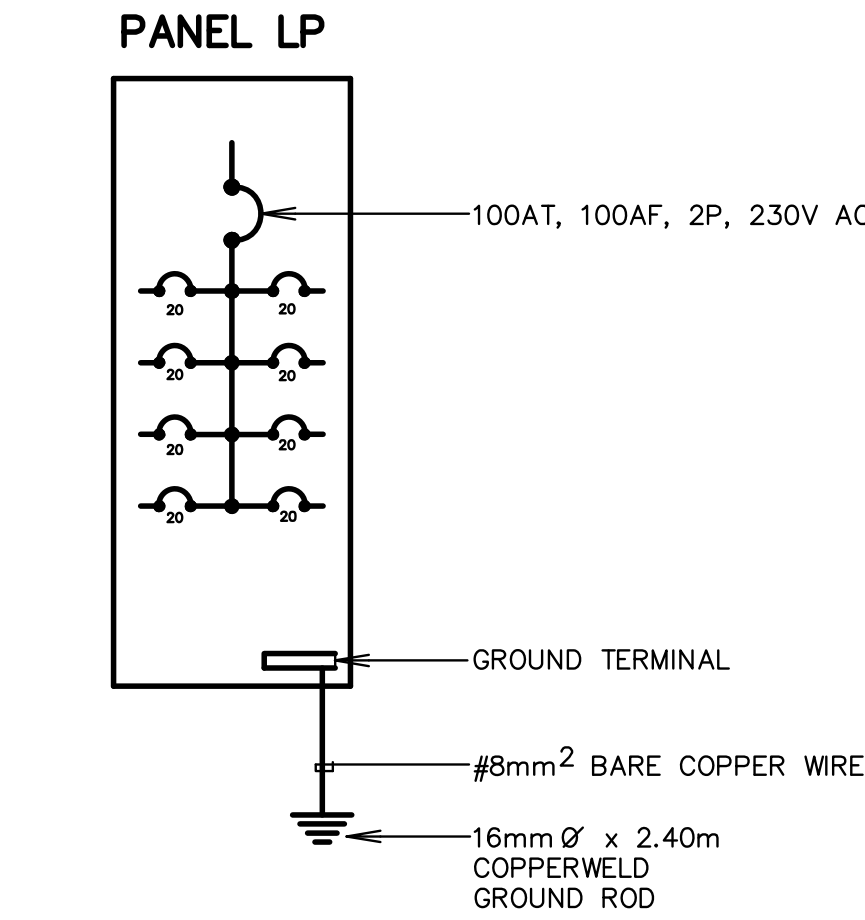 PANEL LP
100AT, 100AF, 2P, 230V AC
20 20
20 20
20 20
20 20
GROUND TERMINAL
#8mm² BARE COPPER WIRE
16mm Ø x 2.40m
COPPERWELD
GROUND ROD